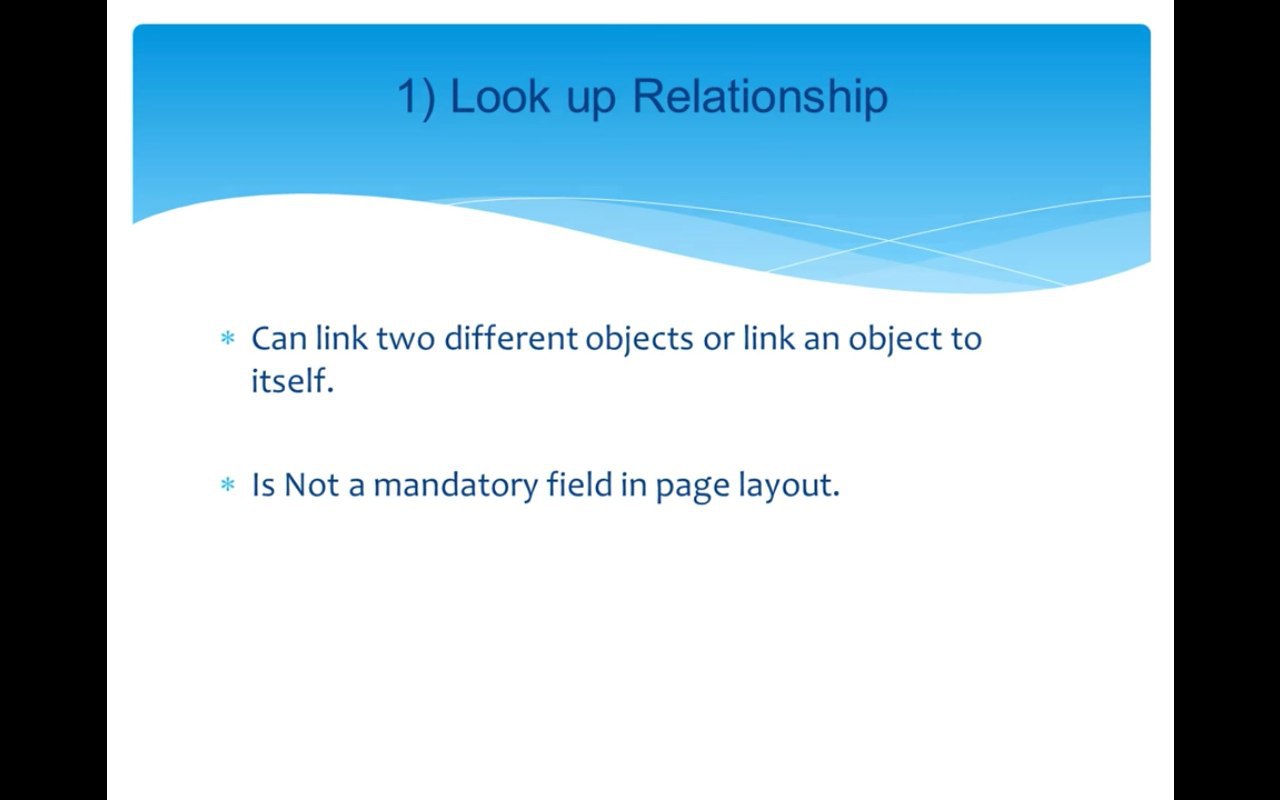 1) Look up Relationship
* Can link two different objects or link an object to
itself.
* Is Not a mandatory field in page layout.